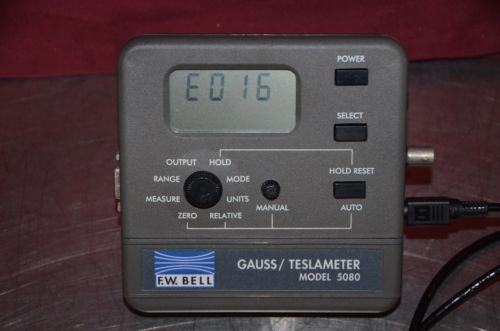 POWER
E016
SELECT
OUTPUT HOLD
HOLD RESET
RANGE MODE
MEASURE UNITS
MANUAL AUTO
ZERO RELATIVE
GAUSS/ TESLAMETER
MODEL 5080
F.W. BELL